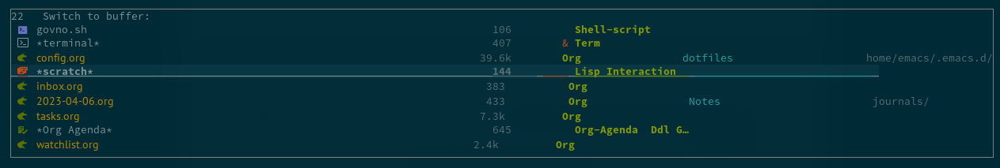 22 Switch to buffer:
govno.sh 106 Shell-script
*terminal* 407 & Term
config.org 39.6k Org dotfiles home/emacs/.emacs.d/
*scratch* 144 Lisp Interaction
inbox.org 383 Org
2023-04-06.org 433 Org Notes journals/
tasks.org 7.3k Org
*Org Agenda* 645 Org-Agenda Ddl G…
watchlist.org 2.4k Org